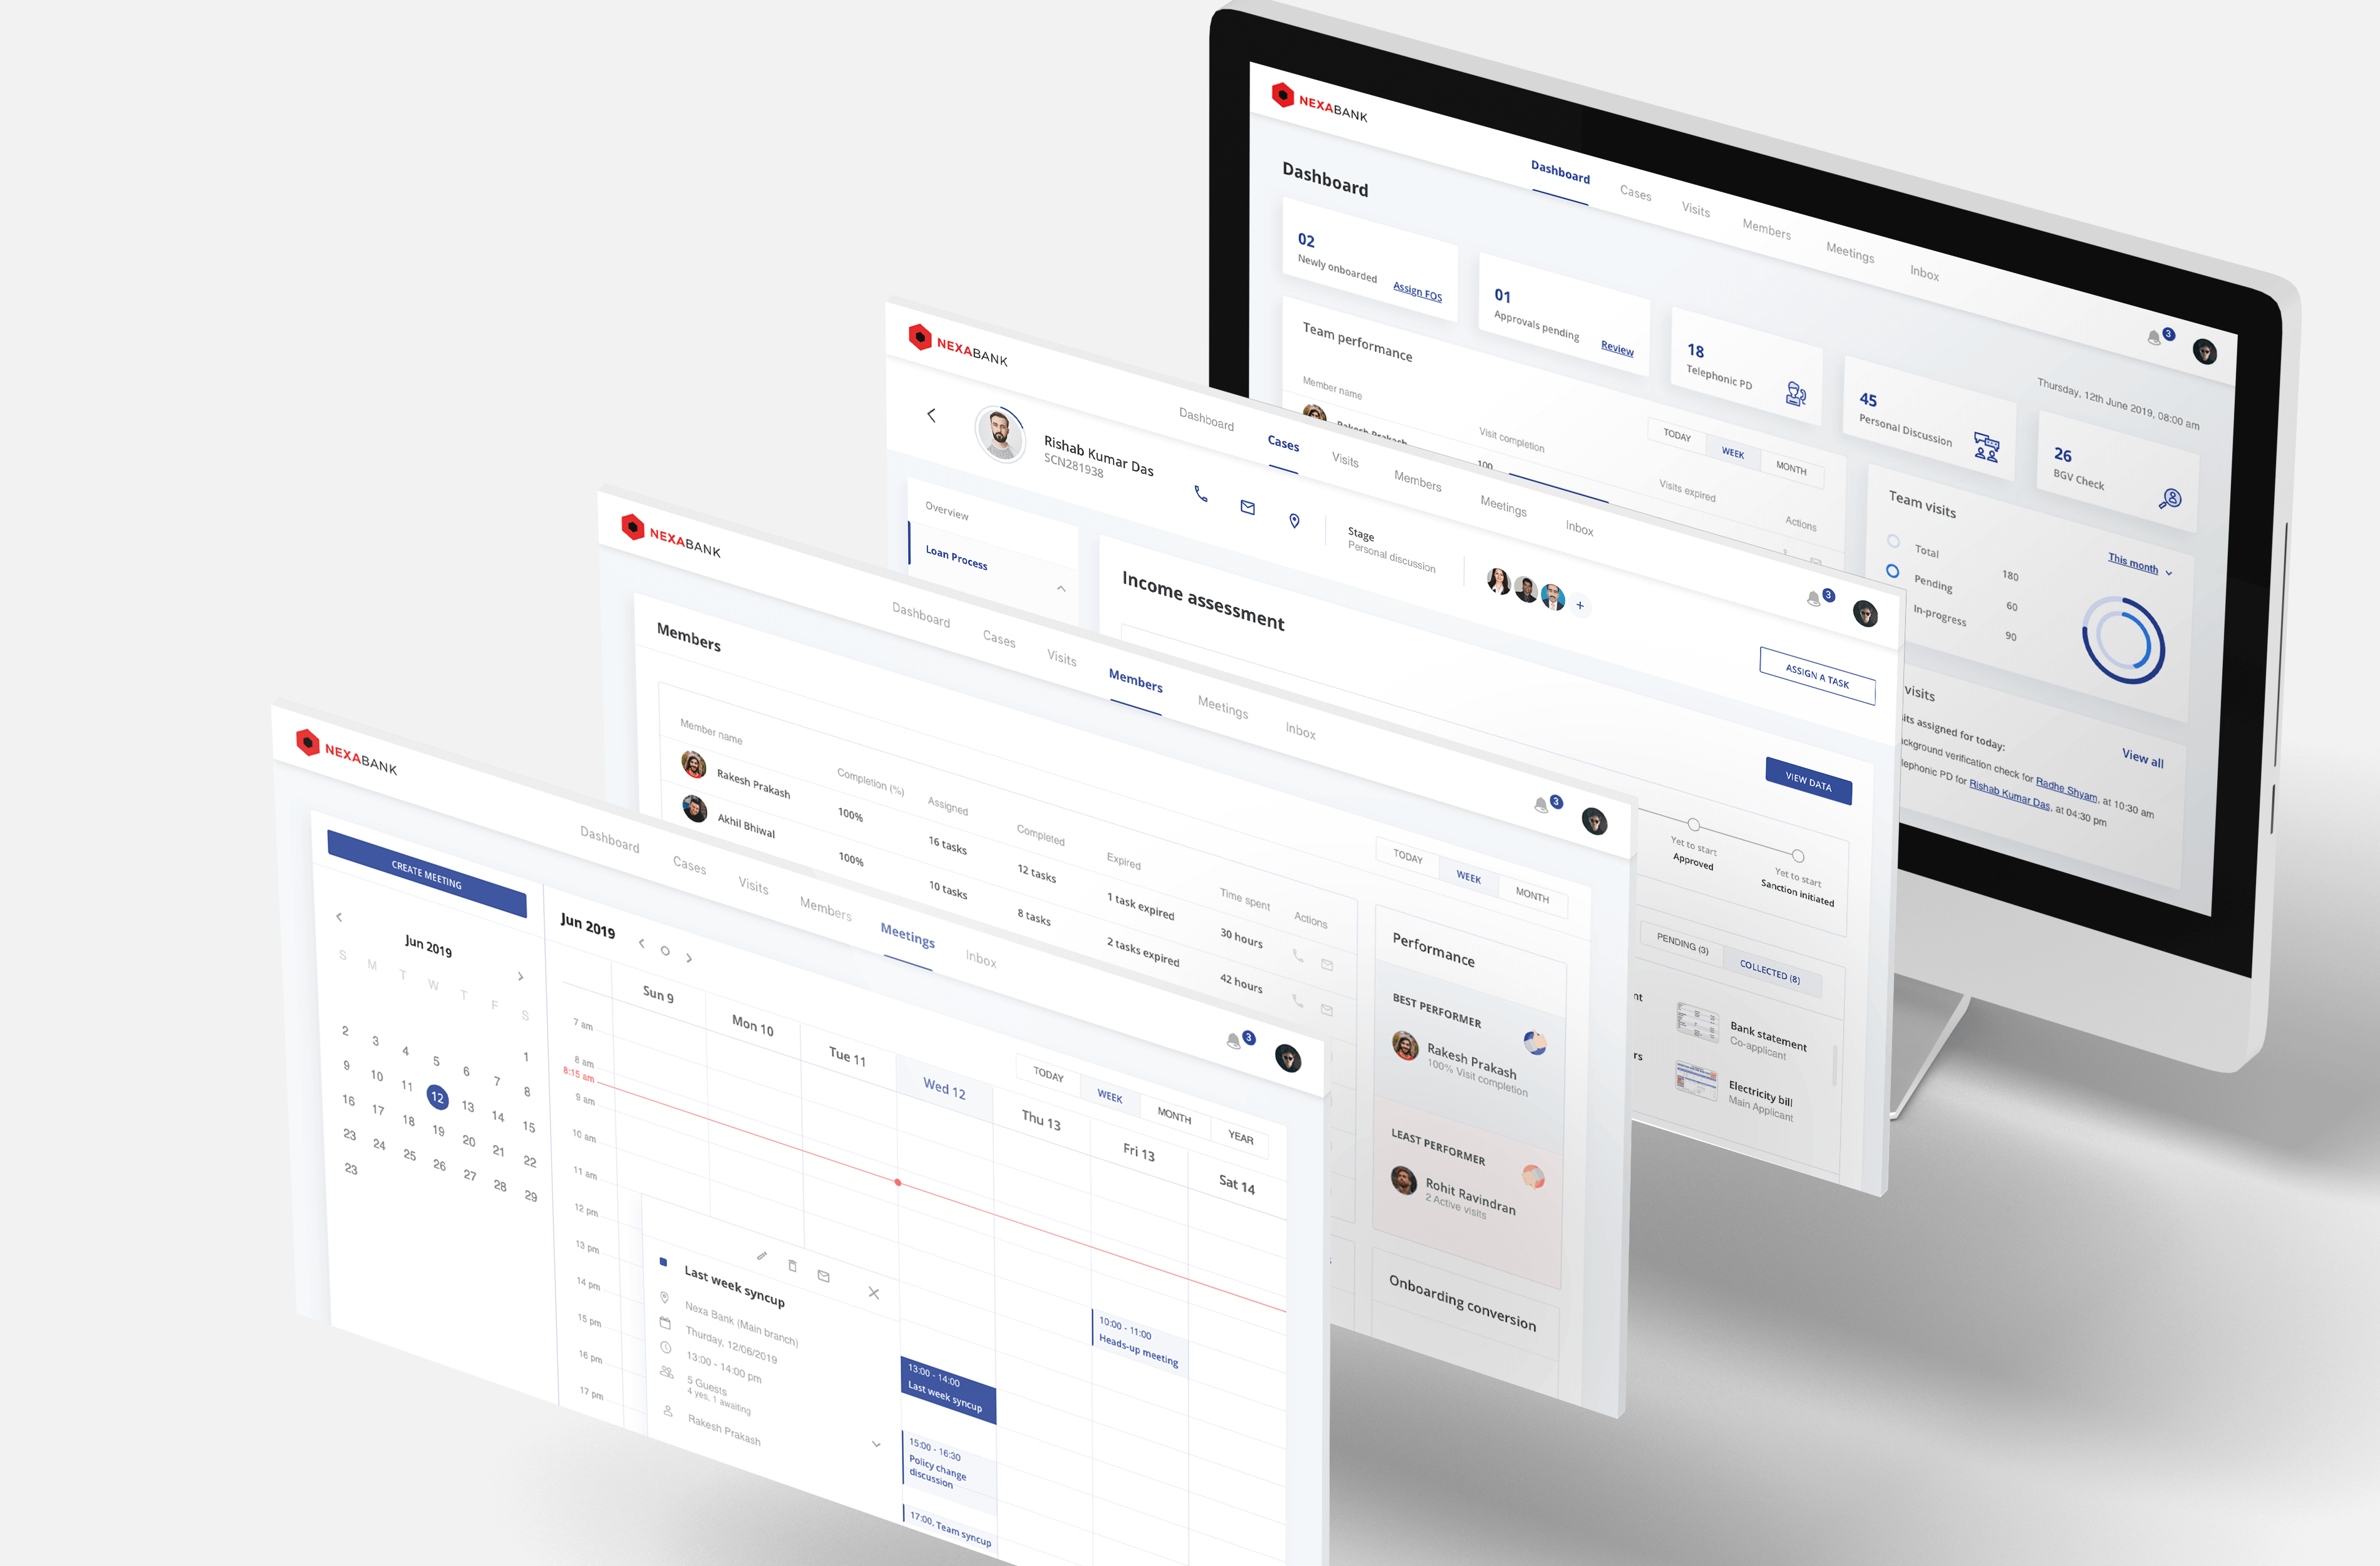 NEXABANK
Dashboard
Cases
Visits
Members
Meetings
Inbox
3
Dashboard
Thursday, 12th June 2019, 08:00 am
02
Newly onboarded
Assign FOS
01
Approvals pending
Review
18
Telephonic PD
45
Personal Discussion
26
BGV Check
Team performance
TODAY
WEEK
MONTH
Member name
Visit completion
Visits expired
Actions
Rakesh Prakash
100
Team visits
This month
Total
180
Pending
60
In-progress
90
visits
View all
its assigned for today:
ckground verification check for Radhe Shyam, at 10:30 am
lephonic PD for Rishab Kumar Das, at 04:30 pm
NEXABANK
Dashboard
Cases
Visits
Members
Meetings
Inbox
3
Rishab Kumar Das
SCN281938
Stage
Personal discussion
+
ASSIGN A TASK
Overview
Loan Process
Income assessment
VIEW DATA
Yet to start
Approved
Yet to start
Sanction initiated
PENDING (3)
COLLECTED (8)
nt
Bank statement
Co-applicant
rs
Electricity bill
Main Applicant
NEXABANK
Dashboard
Cases
Visits
Members
Meetings
Inbox
3
Members
TODAY
WEEK
MONTH
Member name
Completion (%)
Assigned
Completed
Expired
Time spent
Actions
Rakesh Prakash
100%
16 tasks
12 tasks
1 task expired
30 hours
Akhil Bhiwal
100%
10 tasks
8 tasks
2 tasks expired
42 hours
Performance
BEST PERFORMER
Rakesh Prakash
100% Visit completion
LEAST PERFORMER
Rohit Ravindran
2 Active visits
Onboarding conversion
NEXABANK
Dashboard
Cases
Visits
Members
Meetings
Inbox
3
CREATE MEETING
Jun 2019
S M T W T F S
1
2 3 4 5 6 7 8
9 10 11 12 13 14 15
16 17 18 19 20 21 22
23 24 25 26 27 28 29
23
Jun 2019
TODAY
WEEK
MONTH
YEAR
Sun 9
Mon 10
Tue 11
Wed 12
Thu 13
Fri 13
Sat 14
7 am
8 am
8:15 am
9 am
10 am
11 am
12 pm
13 pm
14 pm
15 pm
16 pm
17 pm
Last week syncup
Nexa Bank (Main branch)
Thurday, 12/06/2019
13:00 - 14:00 pm
5 Guests
4 yes, 1 awaiting
Rakesh Prakash
13:00 - 14:00
Last week syncup
15:00 - 16:30
Policy change
discussion
17:00, Team syncup
10:00 - 11:00
Heads-up meeting